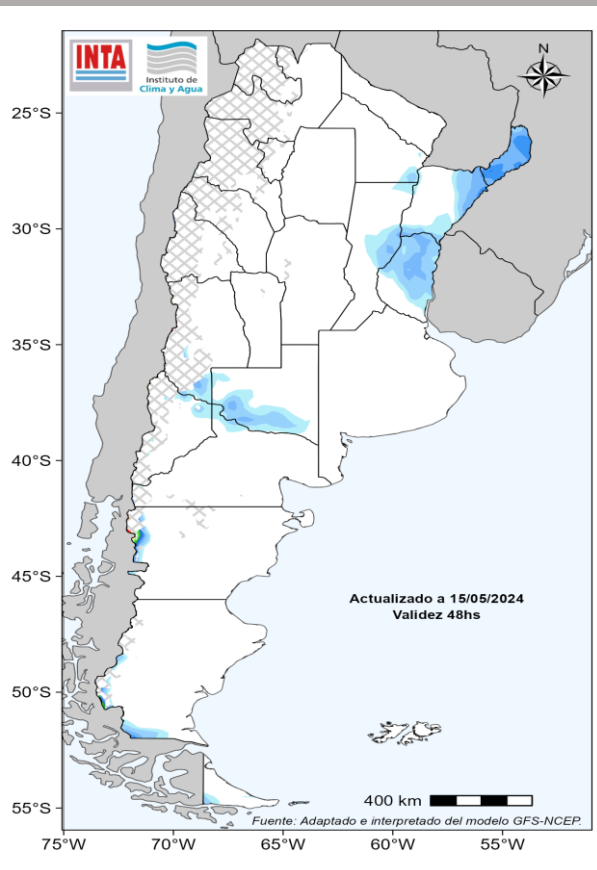 INTA
Instituto de
Clima y Agua
N
25°S
30°S
35°S
40°S
45°S
50°S
55°S
Actualizado a 15/05/2024
Validez 48hs
400 km
Fuente: Adaptado e interpretado del modelo GFS-NCEP.
75°W 70°W 65°W 60°W 55°W